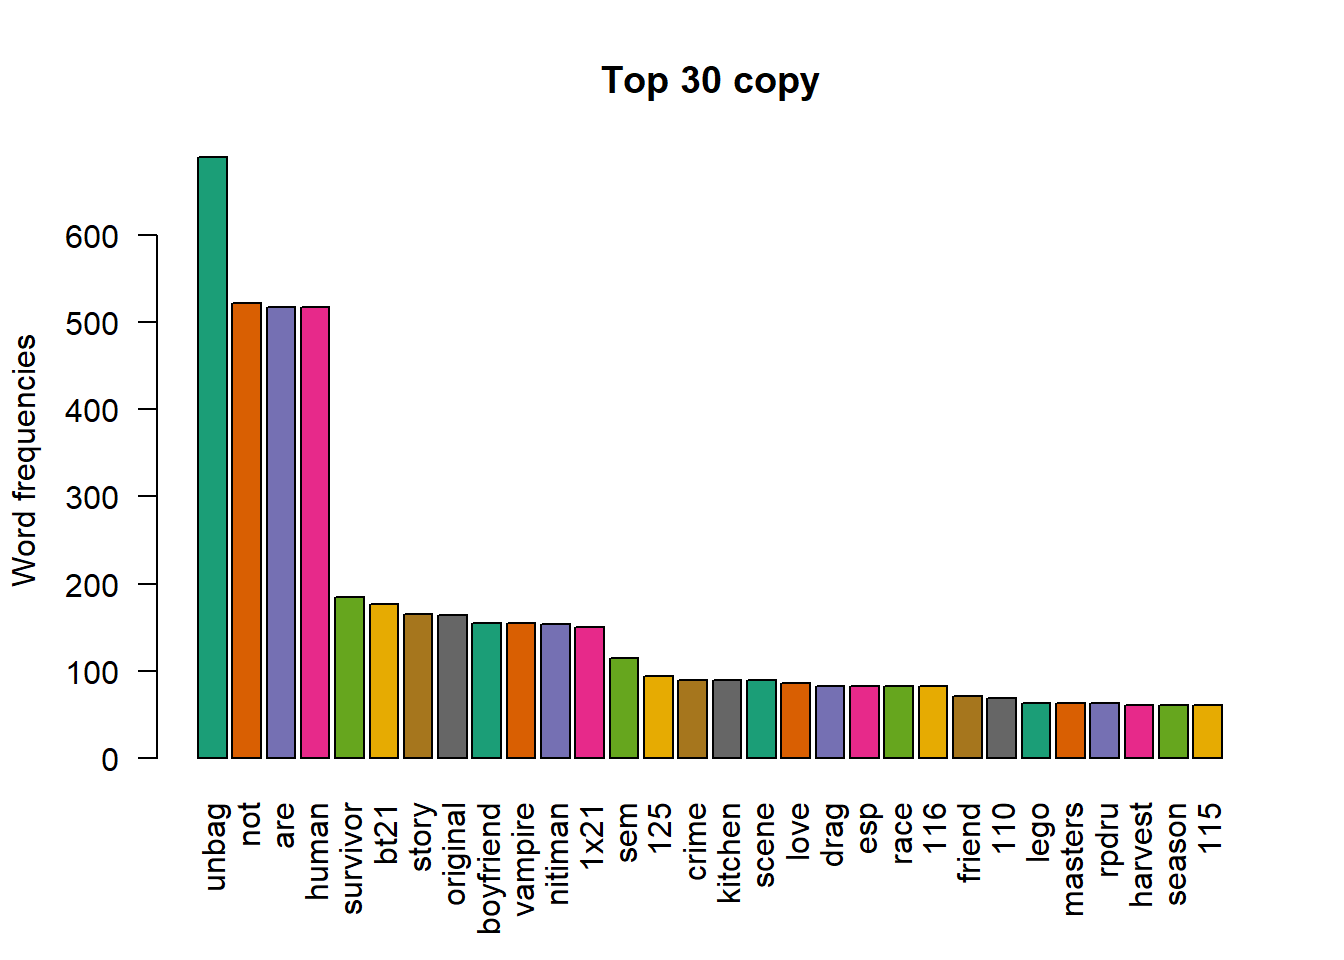 Top 30 copy
Word frequencies
600
500
400
300
200
100
0
unbag
not
are
human
survivor
bt21
story
original
boyfriend
vampire
nitiman
1x21
sem
125
crime
kitchen
scene
love
drag
esp
race
116
friend
110
lego
masters
rpdru
harvest
season
115